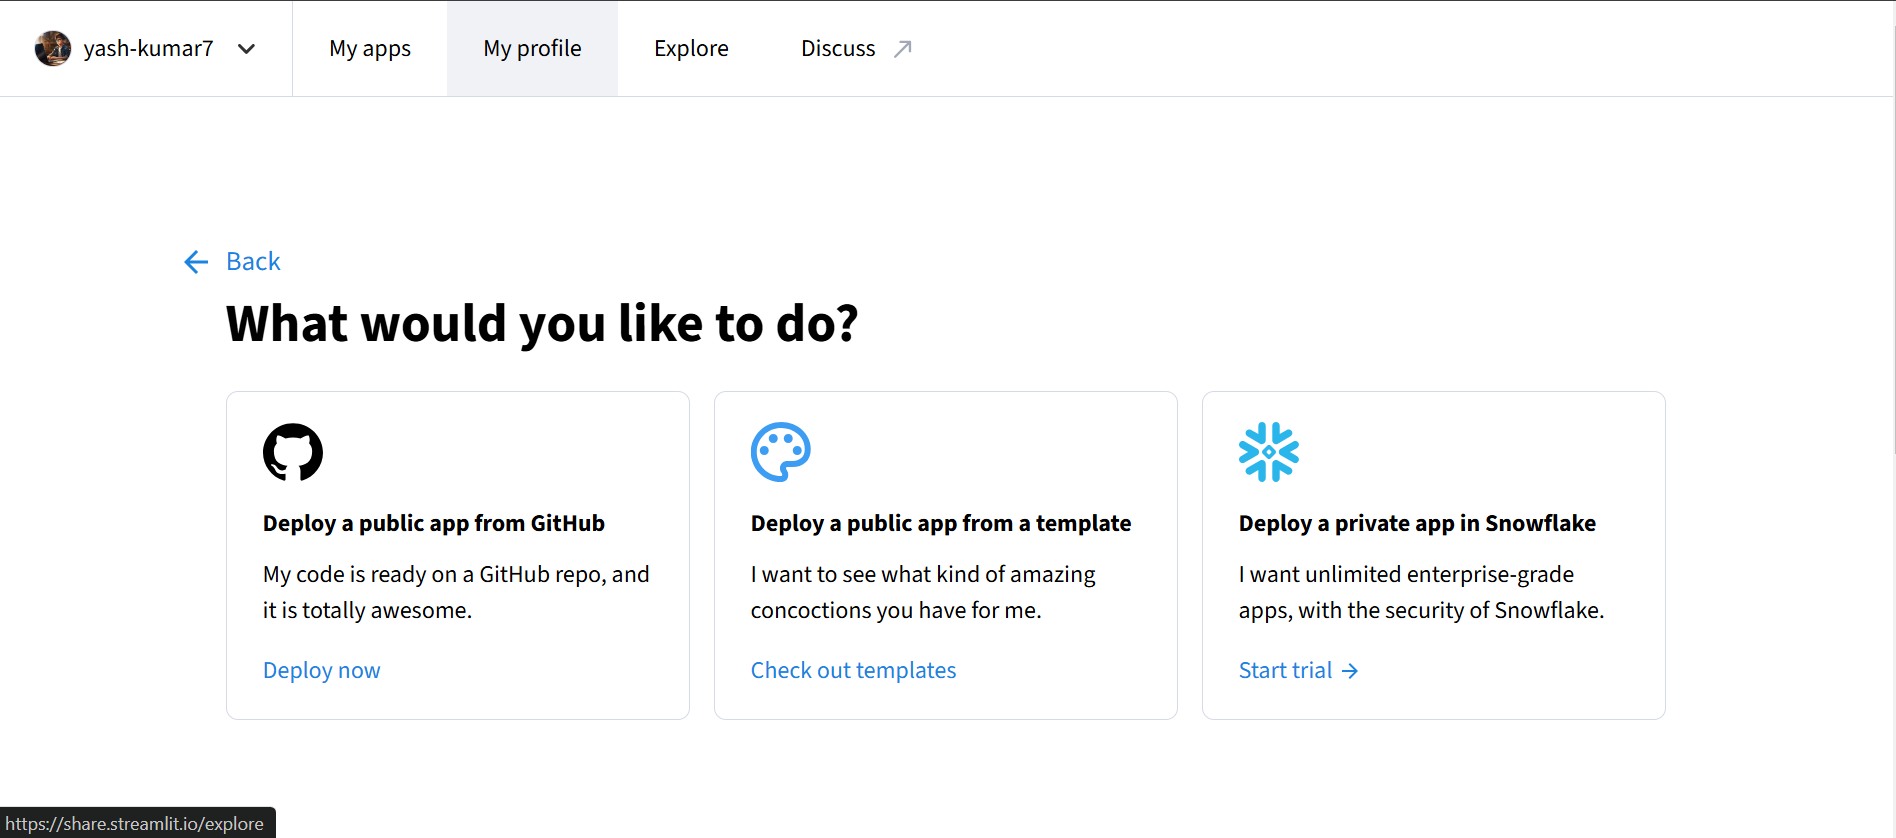 yash-kumar7
My apps
My profile
Explore
Discuss
Back
What would you like to do?
Deploy a public app from GitHub
My code is ready on a GitHub repo, and
it is totally awesome.
Deploy now
Deploy a public app from a template
I want to see what kind of amazing
concoctions you have for me.
Check out templates
Deploy a private app in Snowflake
I want unlimited enterprise-grade
apps, with the security of Snowflake.
Start trial →
https://share.streamlit.io/explore